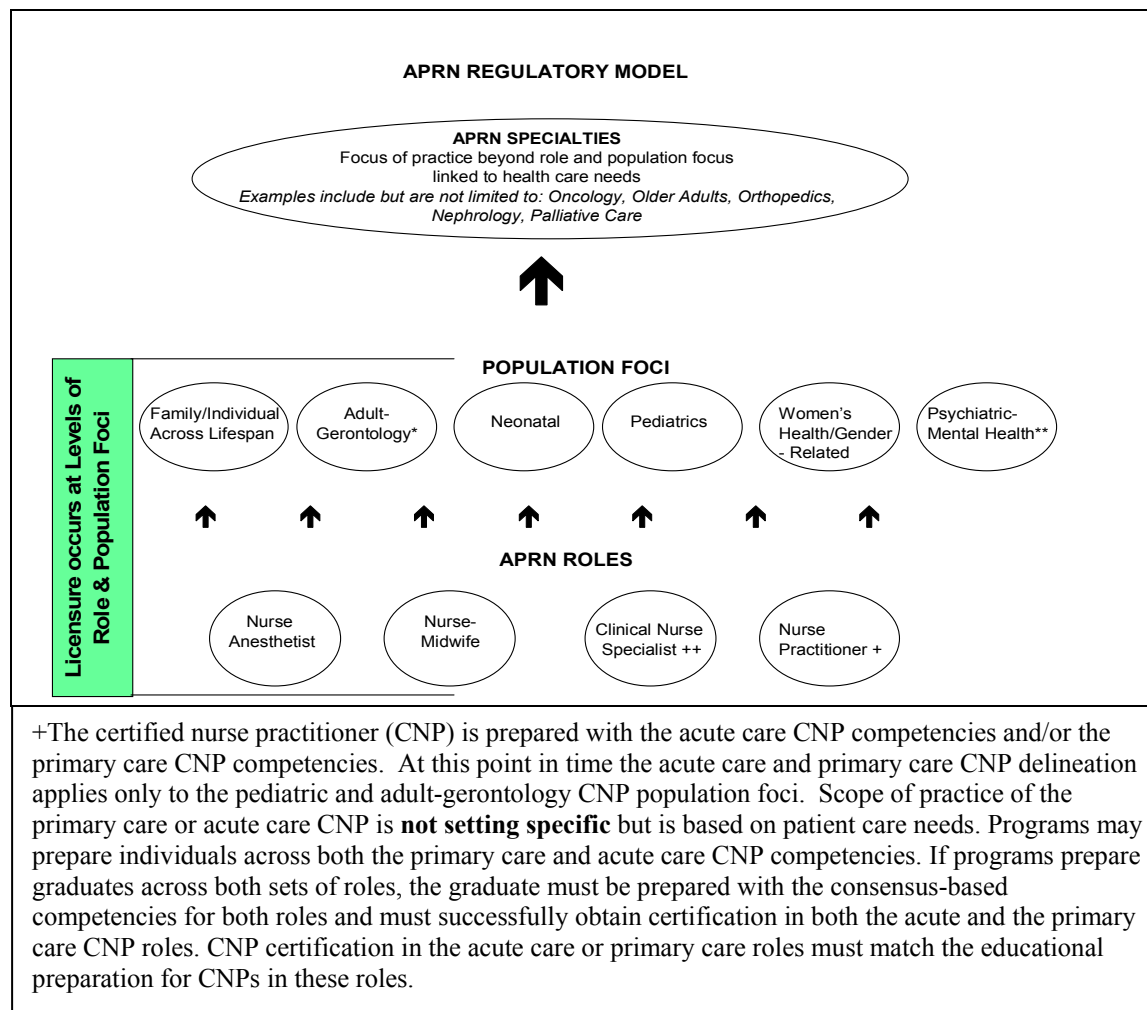 APRN REGULATORY MODEL
APRN SPECIALTIES
Focus of practice beyond role and population focus
linked to health care needs
Examples include but are not limited to: Oncology, Older Adults, Orthopedics,
Nephrology, Palliative Care
POPULATION FOCI
Licensure occurs at Levels of
Role & Population Foci
Family/Individual
Across Lifespan
Adult-
Gerontology*
Neonatal
Pediatrics
Women's
Health/Gender
- Related
Psychiatric-
Mental Health**
APRN ROLES
Nurse
Anesthetist
Nurse-
Midwife
Clinical Nurse
Specialist ++
Nurse
Practitioner +
+The certified nurse practitioner (CNP) is prepared with the acute care CNP competencies and/or the
primary care CNP competencies.  At this point in time the acute care and primary care CNP delineation
applies only to the pediatric and adult-gerontology CNP population foci.  Scope of practice of the
primary care or acute care CNP is not setting specific but is based on patient care needs. Programs may
prepare individuals across both the primary care and acute care CNP competencies. If programs prepare
graduates across both sets of roles, the graduate must be prepared with the consensus-based
competencies for both roles and must successfully obtain certification in both the acute and the primary
care CNP roles. CNP certification in the acute care or primary care roles must match the educational
preparation for CNPs in these roles.